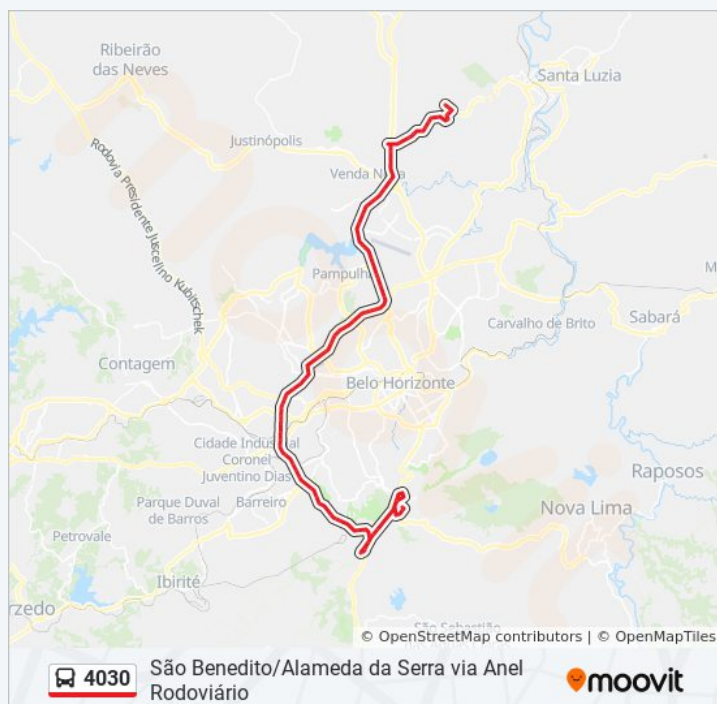 Ribeirão
das Neves
Santa Luzia
Justinópolis
Venda Nova
Rodovia Presidente Juscelino Kubitschek
Pampulha
Carvalho de Brito
Sabará
Contagem
Belo Horizonte
Cidade Industrial
Coronel
Juventino Dias
Raposos
Parque Duval
de Barros
Barreiro
Nova Lima
Petrovale
Ibirité
arzedo
© OpenStreetMap contributors | © OpenMapTiles
4030
São Benedito/Alameda da Serra via Anel
Rodoviário
moovit